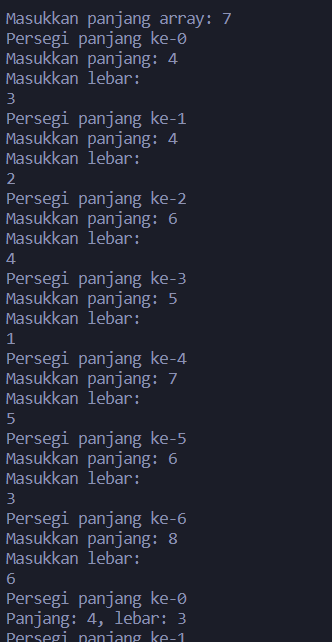 Masukkan panjang array: 7
Persegi panjang ke-0
Masukkan panjang: 4
Masukkan lebar:
3
Persegi panjang ke-1
Masukkan panjang: 4
Masukkan lebar:
2
Persegi panjang ke-2
Masukkan panjang: 6
Masukkan lebar:
4
Persegi panjang ke-3
Masukkan panjang: 5
Masukkan lebar:
1
Persegi panjang ke-4
Masukkan panjang: 7
Masukkan lebar:
5
Persegi panjang ke-5
Masukkan panjang: 6
Masukkan lebar:
3
Persegi panjang ke-6
Masukkan panjang: 8
Masukkan lebar:
6
Persegi panjang ke-0
Panjang: 4, lebar: 3
Persegi panjang ke-1